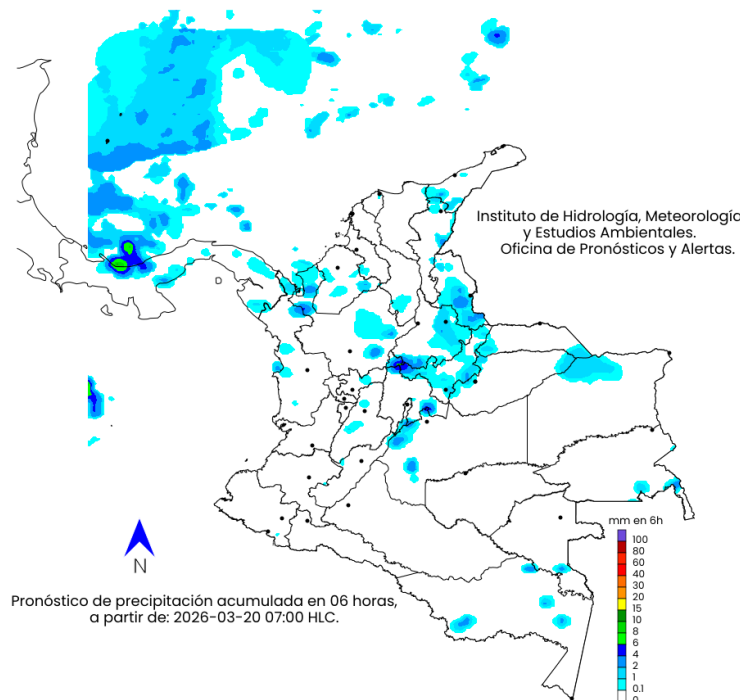 Instituto de Hidrología, Meteorología
y Estudios Ambientales.
Oficina de Pronósticos y Alertas.
mm en 6h
100
80
60
40
30
20
15
10
8
6
4
2
1
0.1
0
N
Pronóstico de precipitación acumulada en 06 horas,
a partir de: 2026-03-20 07:00 HLC.